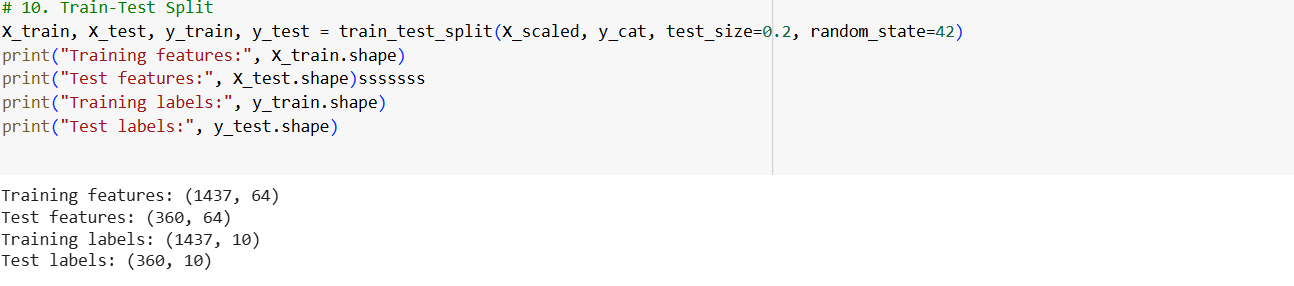 # 10. Train-Test Split
X_train, X_test, y_train, y_test = train_test_split(X_scaled, y_cat, test_size=0.2, random_state=42)
print("Training features:", X_train.shape)
print("Test features:", X_test.shape)sssssss
print("Training labels:", y_train.shape)
print("Test labels:", y_test.shape)
Training features: (1437, 64)
Test features: (360, 64)
Training labels: (1437, 10)
Test labels: (360, 10)